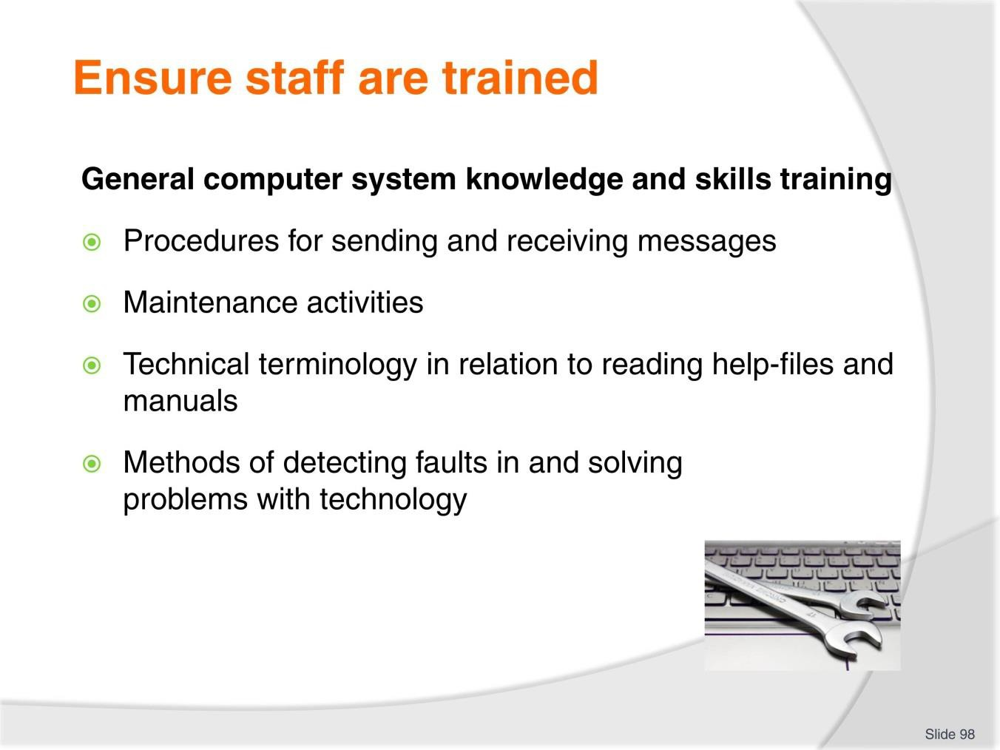 Ensure staff are trained
General computer system knowledge and skills training
Procedures for sending and receiving messages
Maintenance activities
Technical terminology in relation to reading help-files and
manuals
Methods of detecting faults in and solving
problems with technology
17
Slide 98